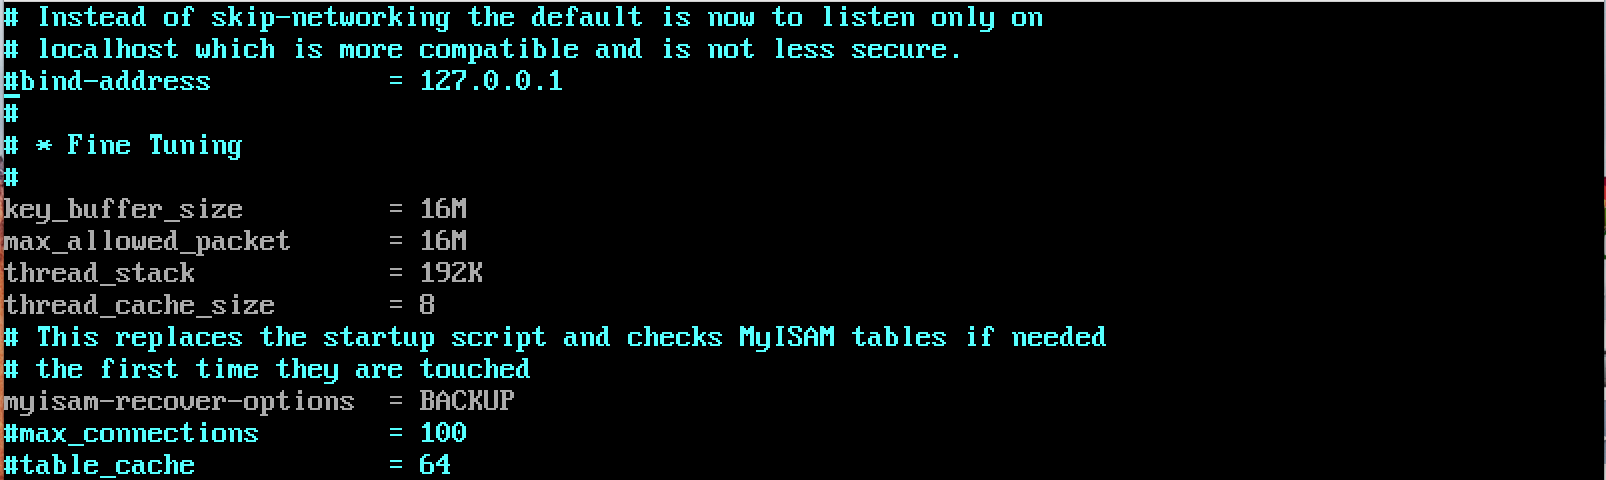 # Instead of skip-networking the default is now to listen only on
# localhost which is more compatible and is not less secure.
#bind-address           = 127.0.0.1
#
# * Fine Tuning
#
key_buffer_size         = 16M
max_allowed_packet      = 16M
thread_stack            = 192K
thread_cache_size       = 8
# This replaces the startup script and checks MyISAM tables if needed
# the first time they are touched
myisam-recover-options  = BACKUP
#max_connections        = 100
#table_cache            = 64